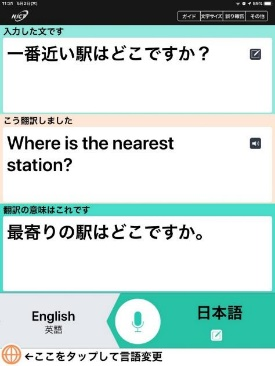 NICT
ガイド 文字サイズ 誤り報告 その他
入力した文です
一番近い駅はどこですか？
こう翻訳しました
Where is the nearest
station?
翻訳の意味はこれです
最寄りの駅はどこですか。
English
英語
日本語
←ここをタップして言語変更